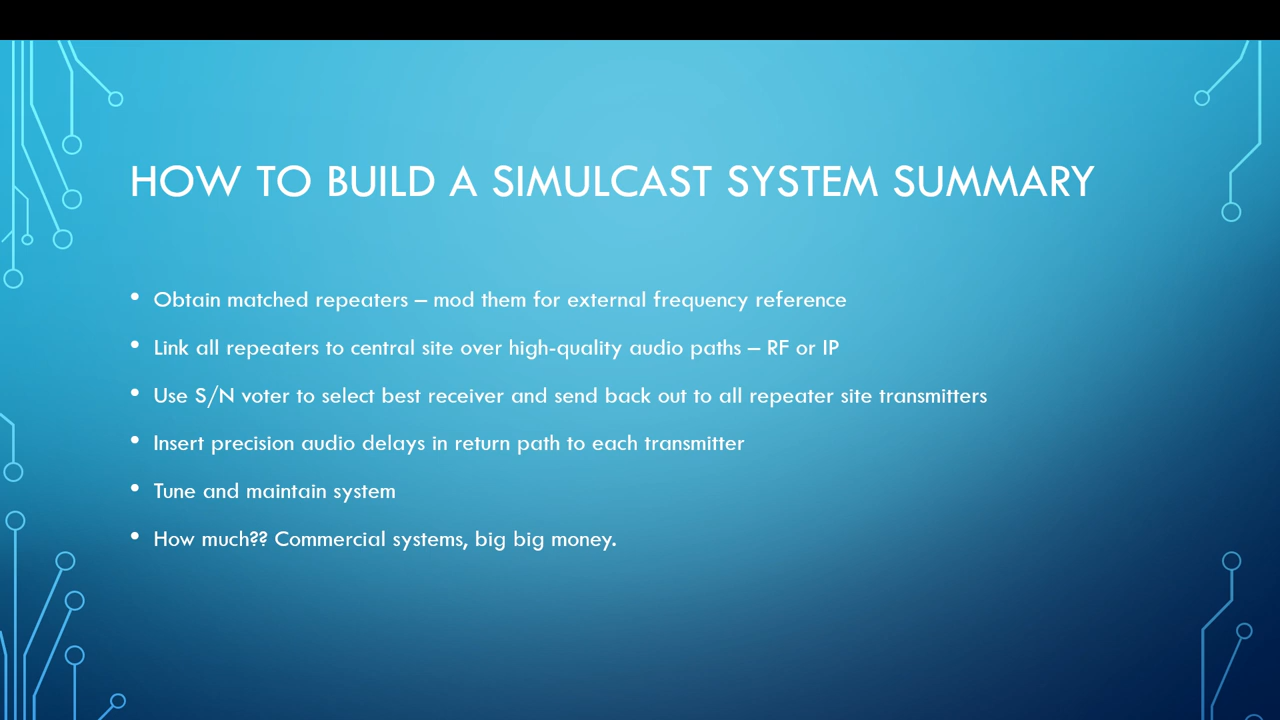 HOW TO BUILD A SIMULCAST SYSTEM SUMMARY
• Obtain matched repeaters – mod them for external frequency reference
• Link all repeaters to central site over high-quality audio paths – RF or IP
• Use S/N voter to select best receiver and send back out to all repeater site transmitters
• Insert precision audio delays in return path to each transmitter
• Tune and maintain system
• How much?? Commercial systems, big big money.